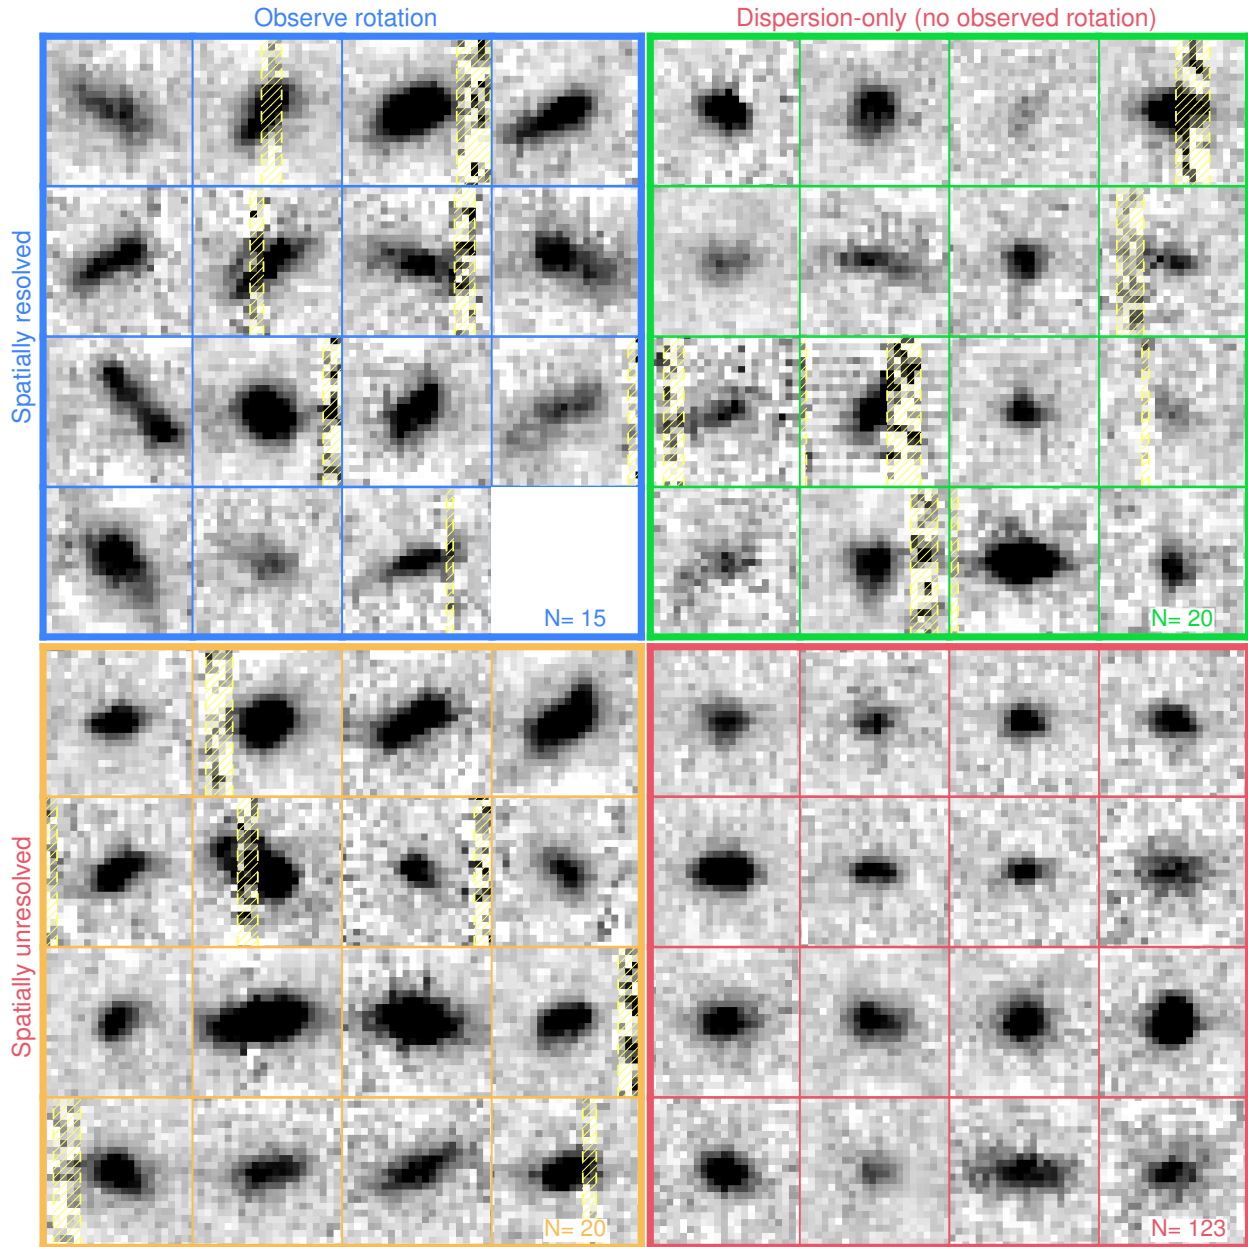 Observe rotation
Dispersion-only (no observed rotation)
Spatially resolved
N= 15
N= 20
Spatially unresolved
N= 20
N= 123